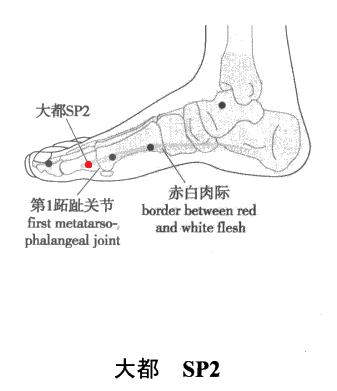 大都SP2
第1跖趾关节
first metatarso-
phalangeal joint
赤白肉际
border between red
and white flesh
大都 SP2